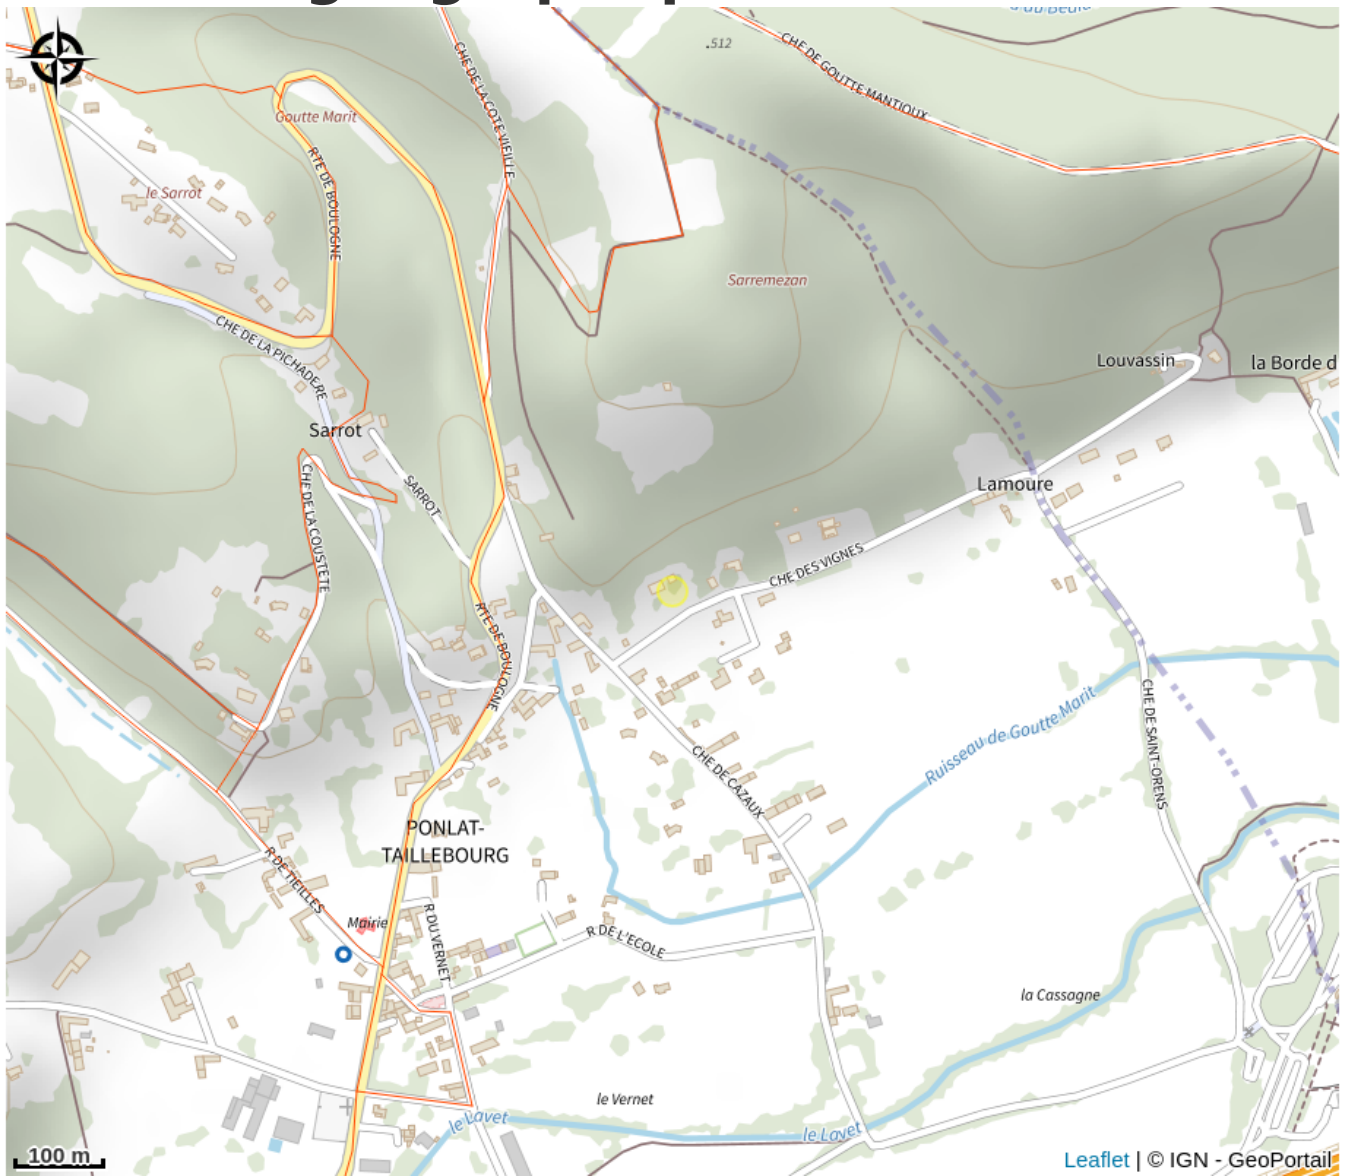 .512
CHE DE GOUTTE MANTIOUX
CHE DE LA COTE VIEILLE
Goutte Marit
RTE DE BOULOGNE
le Sarrot
Sarremezan
CHE DE LA PICHADERE
Louvassin
la Borde d
Sarrot
CHE DE LA COUSTETE
SARROT
Lamoure
CHE DES VIGNES
RTE DE BOULOGNE
CHE DE SAINT-ORENS
Ruisseau de Goutte Marit
CHE DE CAZAUX
PONLAT-
TAILLEBOURG
R DE TIEILLES
Mairie
R DU VERNET
R DE L'ECOLE
la Cassagne
le Vernet
le Lavet
le Lavet
100 m
Leaflet | © IGN - GeoPortail